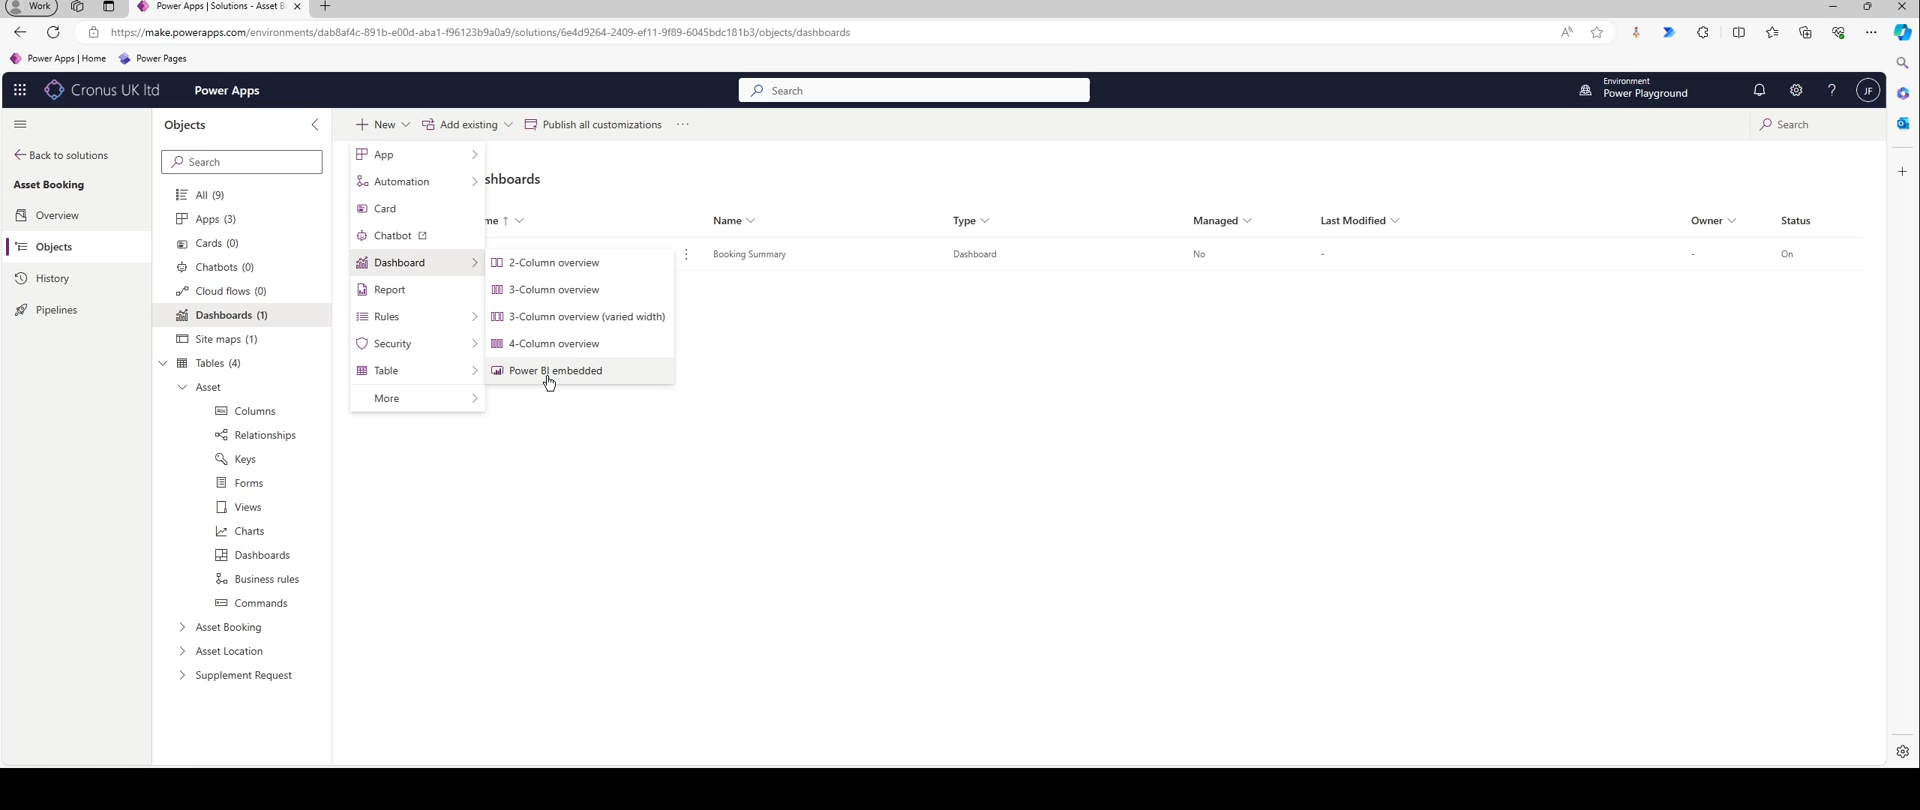 Work
Power Apps | Solutions - Asset B
https://make.powerapps.com/environments/dab8af4c-891b-e00d-aba1-f96123b9a0a9/solutions/6e4d9264-2409-ef11-9f89-6045bdc181b3/objects/dashboards
Power Apps | Home
Power Pages
Cronus UK ltd
Power Apps
Search
Environment
Power Playground
JF
Objects
New
Add existing
Publish all customizations
Search
Back to solutions
Asset Booking
Overview
Objects
History
Pipelines
Search
All (9)
Apps (3)
Cards (0)
Chatbots (0)
Cloud flows (0)
Dashboards (1)
Site maps (1)
Tables (4)
Asset
Columns
Relationships
Keys
Forms
Views
Charts
Dashboards
Business rules
Commands
Asset Booking
Asset Location
Supplement Request
App
Automation
Card
Chatbot
Dashboard
Report
Rules
Security
Table
More
2-Column overview
3-Column overview
3-Column overview (varied width)
4-Column overview
Power BI embedded
shboards
me ↑ Name Type Managed Last Modified Owner Status
Booking Summary Dashboard No - - On